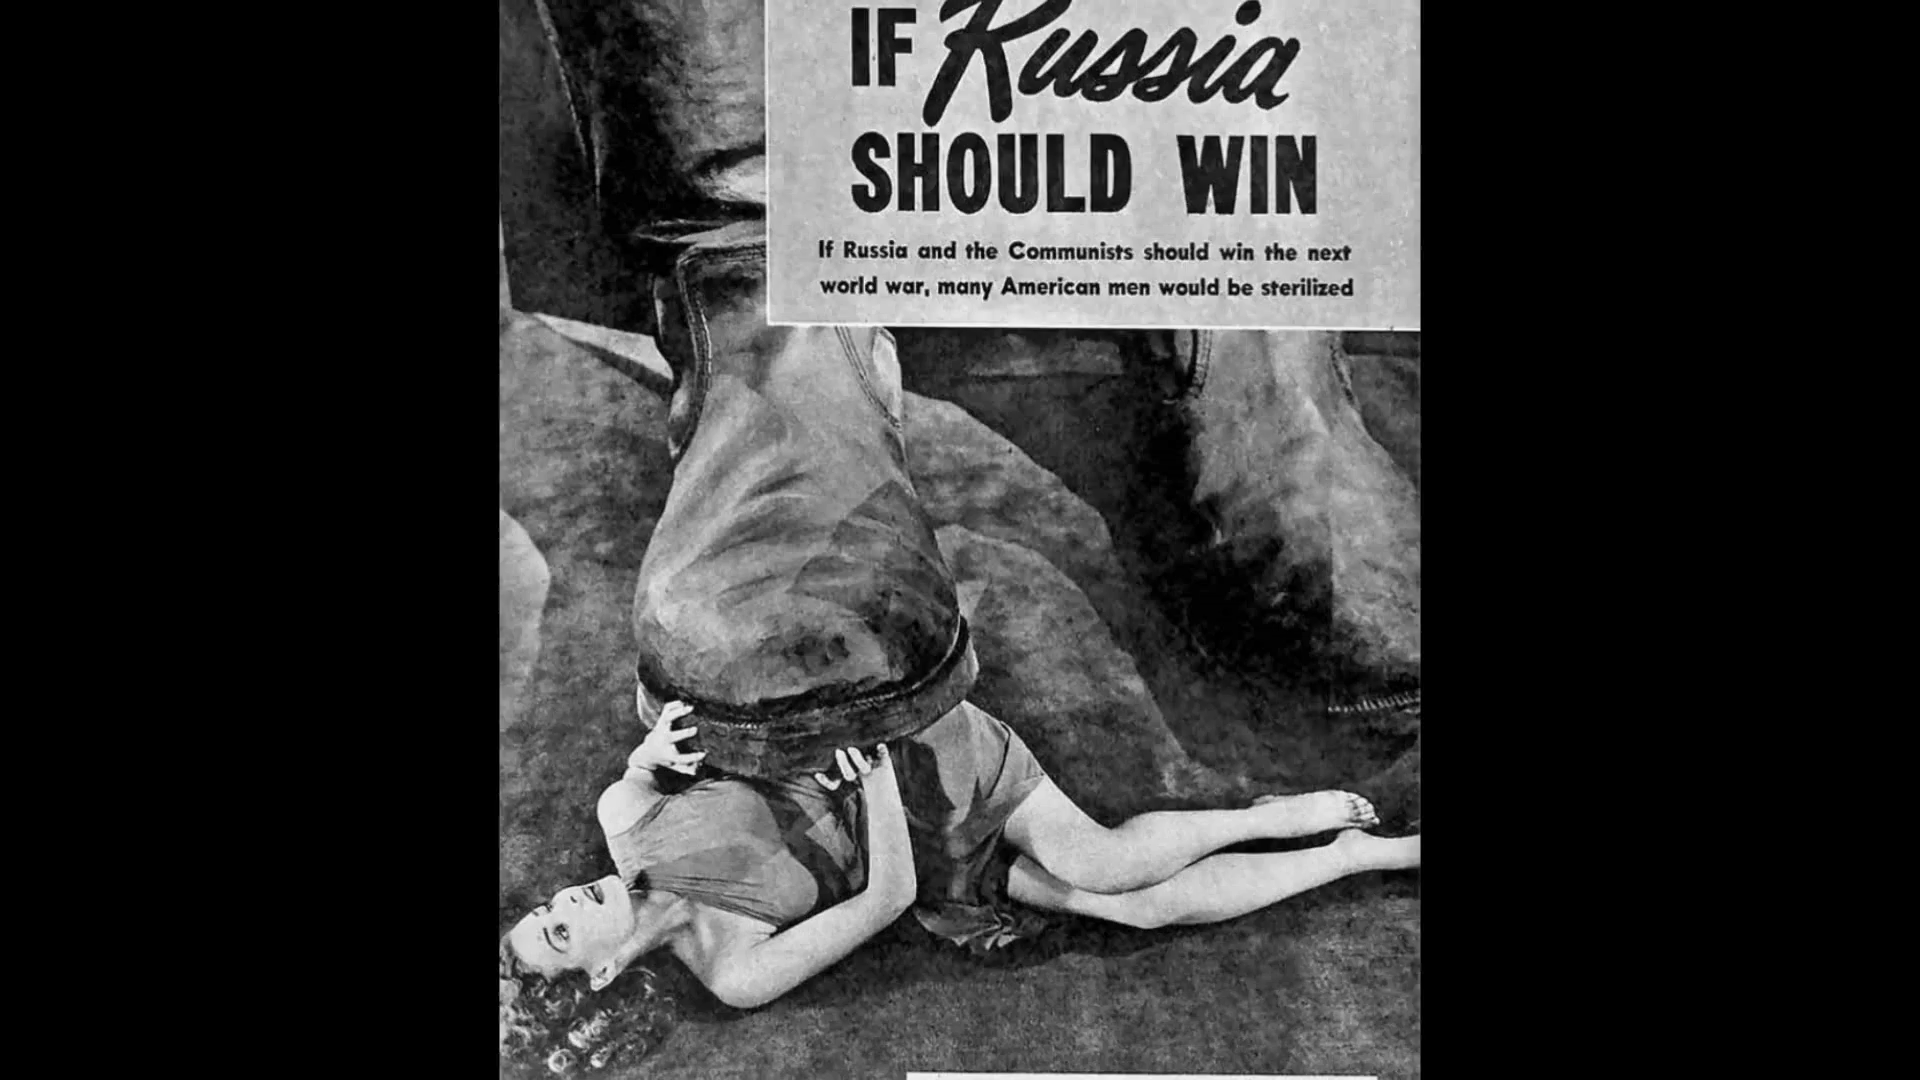 IF Russia
SHOULD WIN
If Russia and the Communists should win the next
world war, many American men would be sterilized